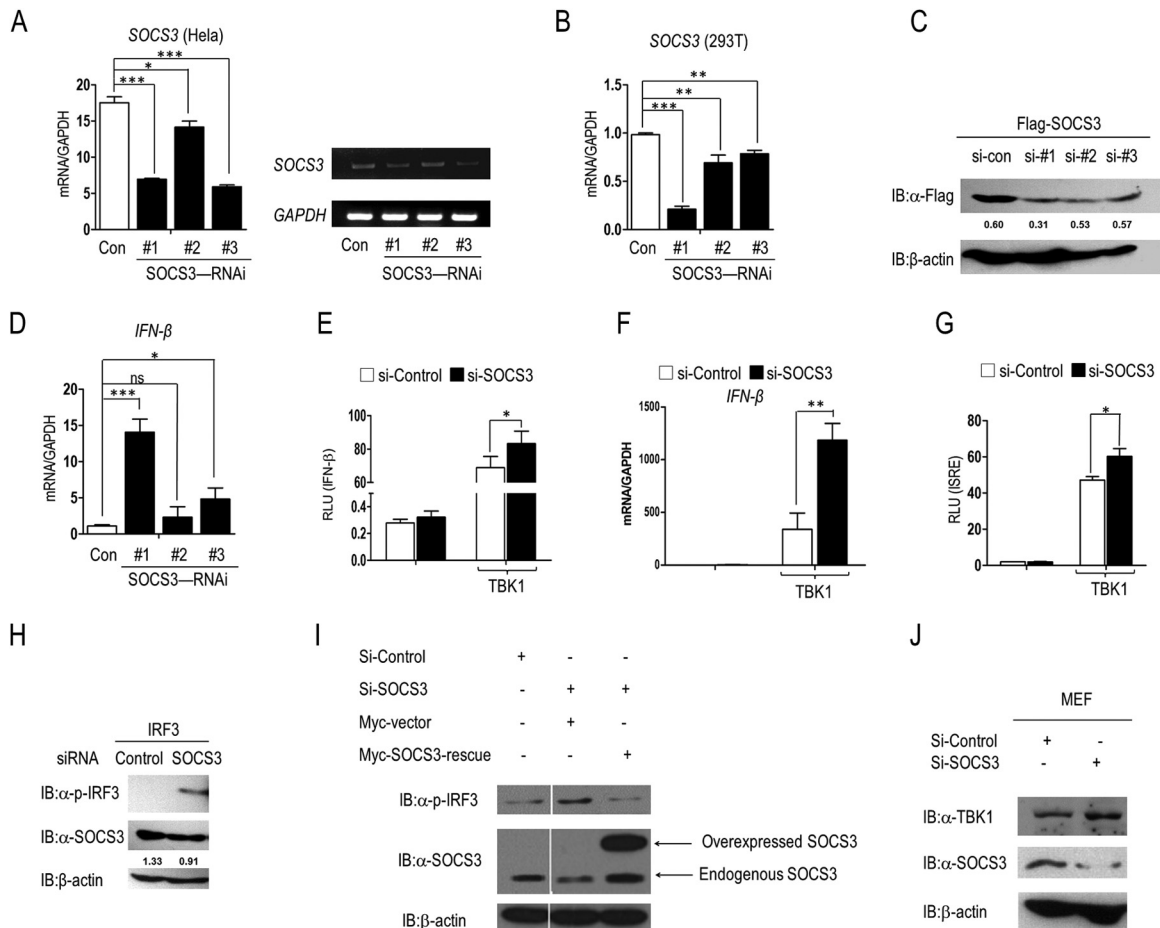 A
SOCS3 (Hela)
***
*
***
mRNA/GAPDH
20
15
10
5
0
Con #1 #2 #3
SOCS3—RNAi
SOCS3
GAPDH
Con #1 #2 #3
SOCS3—RNAi
B
SOCS3 (293T)
**
**
***
mRNA/GAPDH
1.5
1.0
0.5
0.0
Con #1 #2 #3
SOCS3—RNAi
C
Flag-SOCS3
si-con si-#1 si-#2 si-#3
IB:α-Flag
0.60 0.31 0.53 0.57
IB:β-actin
D
IFN-β
*
ns
***
mRNA/GAPDH
20
15
10
5
0
Con #1 #2 #3
SOCS3—RNAi
E
si-Control si-SOCS3
*
RLU (IFN-β)
100
80
60
0.4
0.2
0.0
TBK1
F
si-Control si-SOCS3
IFN-β
**
mRNA/GAPDH
1500
1000
500
0
TBK1
G
si-Control si-SOCS3
*
RLU (ISRE)
80
60
40
20
0
TBK1
H
IRF3
siRNA Control SOCS3
IB:α-p-IRF3
IB:α-SOCS3
1.33 0.91
IB:β-actin
I
Si-Control + - -
Si-SOCS3 - + +
Myc-vector - + -
Myc-SOCS3-rescue - - +
IB:α-p-IRF3
IB:α-SOCS3
Overexpressed SOCS3
Endogenous SOCS3
IB:β-actin
J
MEF
Si-Control + -
Si-SOCS3 - +
IB:α-TBK1
IB:α-SOCS3
IB:β-actin